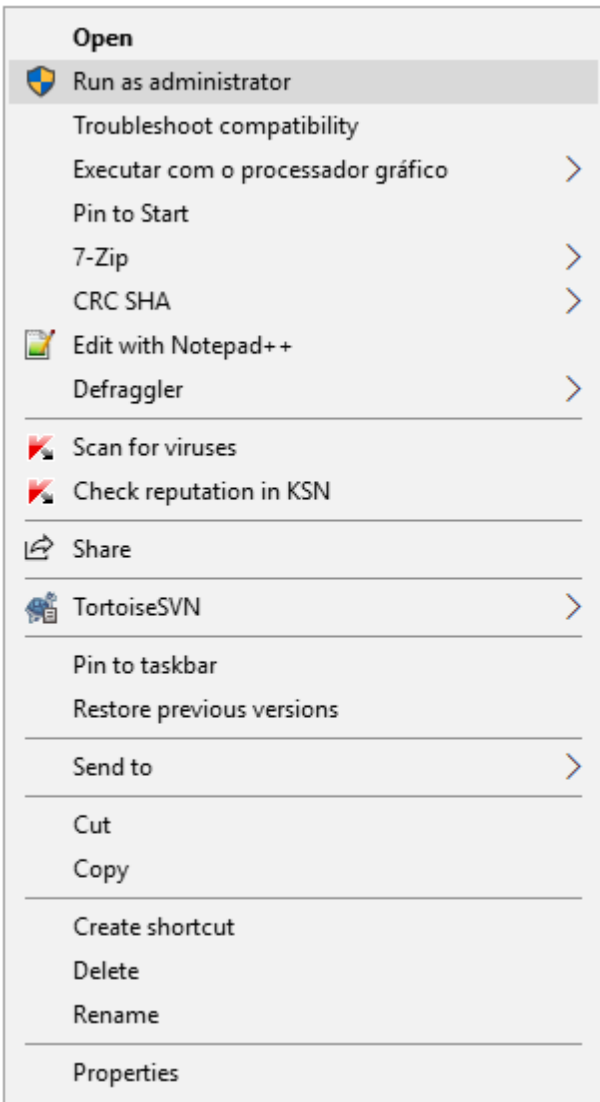 Open
Run as administrator
Troubleshoot compatibility
Executar com o processador gráfico
Pin to Start
7-Zip
CRC SHA
Edit with Notepad++
Defraggler
Scan for viruses
Check reputation in KSN
Share
TortoiseSVN
Pin to taskbar
Restore previous versions
Send to
Cut
Copy
Create shortcut
Delete
Rename
Properties